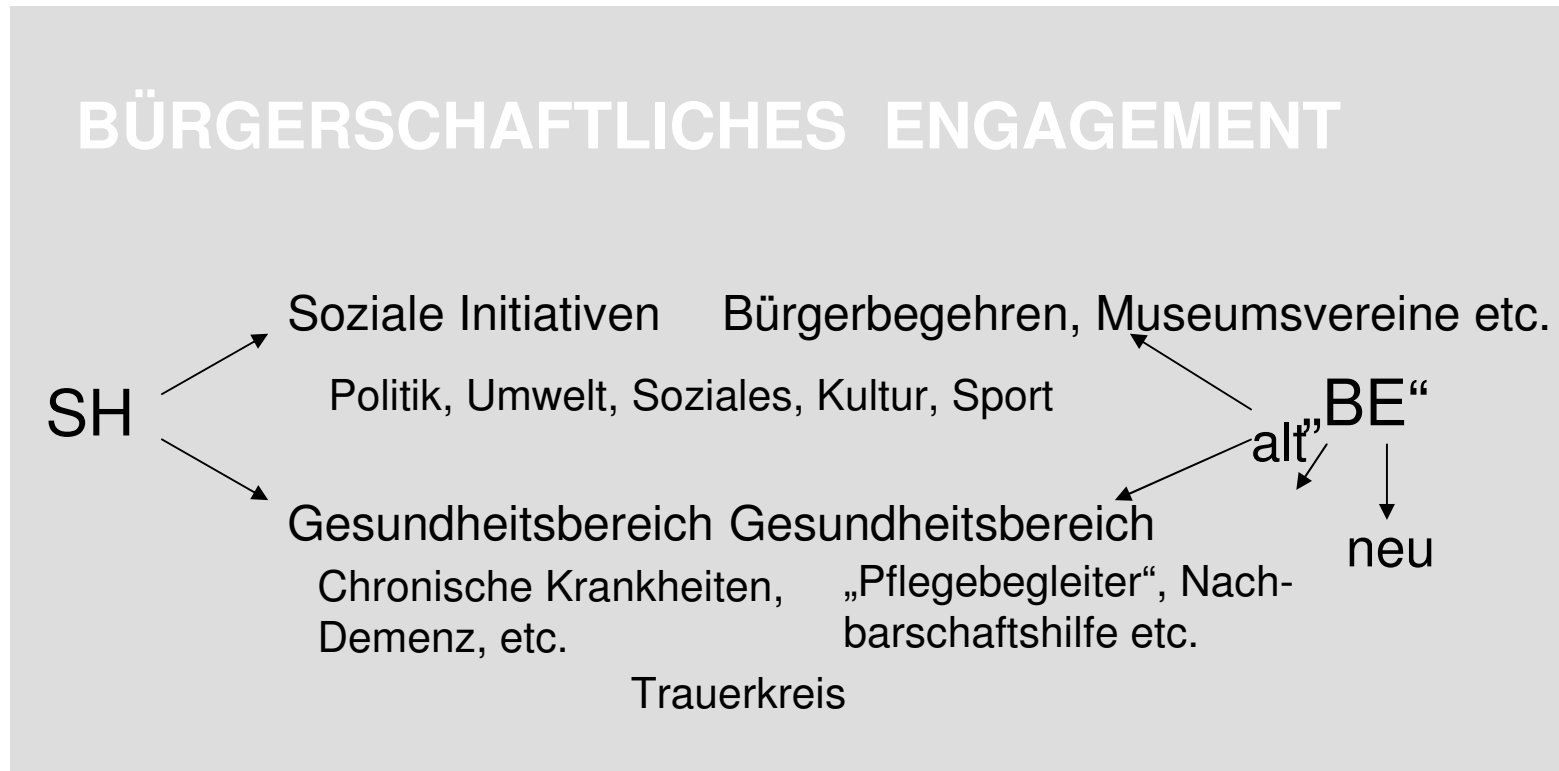 BÜRGERSCHAFTLICHES ENGAGEMENT
Soziale Initiativen
Bürgerbegehren, Museumsvereine etc.
Politik, Umwelt, Soziales, Kultur, Sport
SH
„BE“
alt”
neu
Gesundheitsbereich
Gesundheitsbereich
Chronische Krankheiten,
Demenz, etc.
„Pflegebegleiter“, Nach-
barschaftshilfe etc.
Trauerkreis